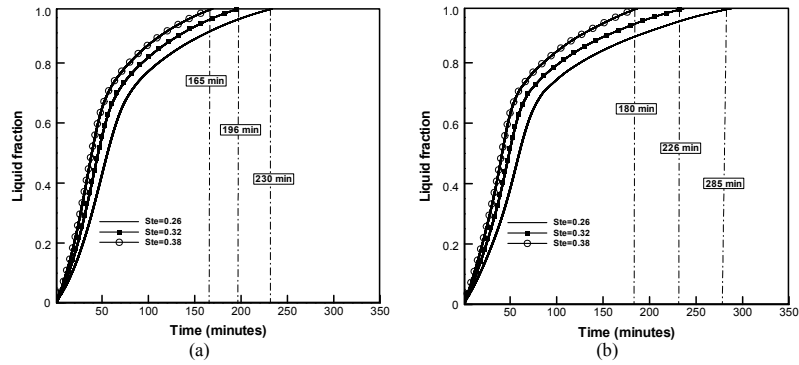 1.0
0.8
0.6
0.4
0.2
0
Liquid fraction
165 min
196 min
230 min
Ste=0.26
Ste=0.32
Ste=0.38
50 100 150 200 250 300 350
Time (minutes)
(a)
1.0
0.8
0.6
0.4
0.2
0
Liquid fraction
180 min
226 min
285 min
Ste=0.26
Ste=0.32
Ste=0.38
50 100 150 200 250 300 350
Time (minutes)
(b)